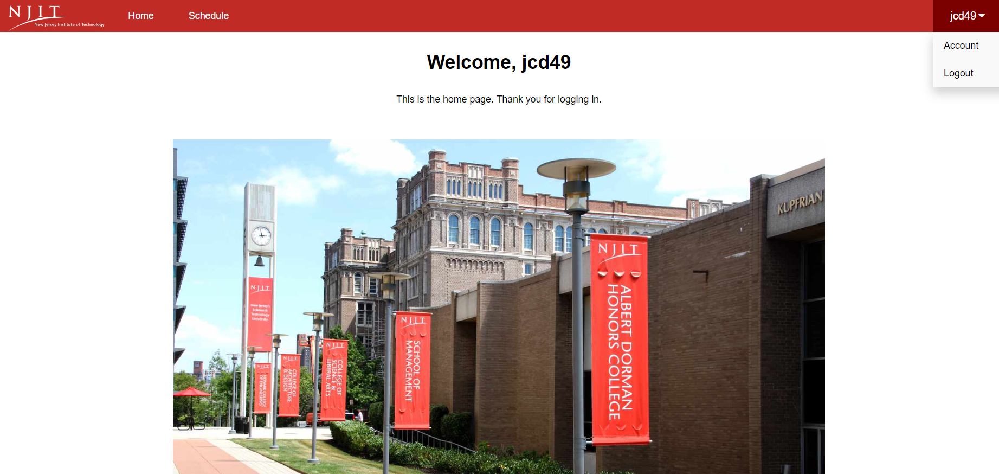 NJIT
New Jersey Institute of Technology
Home
Schedule
jcd49
Account
Logout
Welcome, jcd49
This is the home page. Thank you for logging in.
KUPFRIAN
NJIT
ALBERT DORMAN
HONORS COLLEGE
NJIT
SCHOOL OF
MANAGEMENT
NJIT
COLLEGE OF
SCIENCE &
LIBERAL ARTS
NJIT
COLLEGE OF
ARCHITECTURE
& DESIGN
NJIT
NEWARK COLLEGE
OF ENGINEERING
NJIT
New Jersey's
Science &
Technology
University